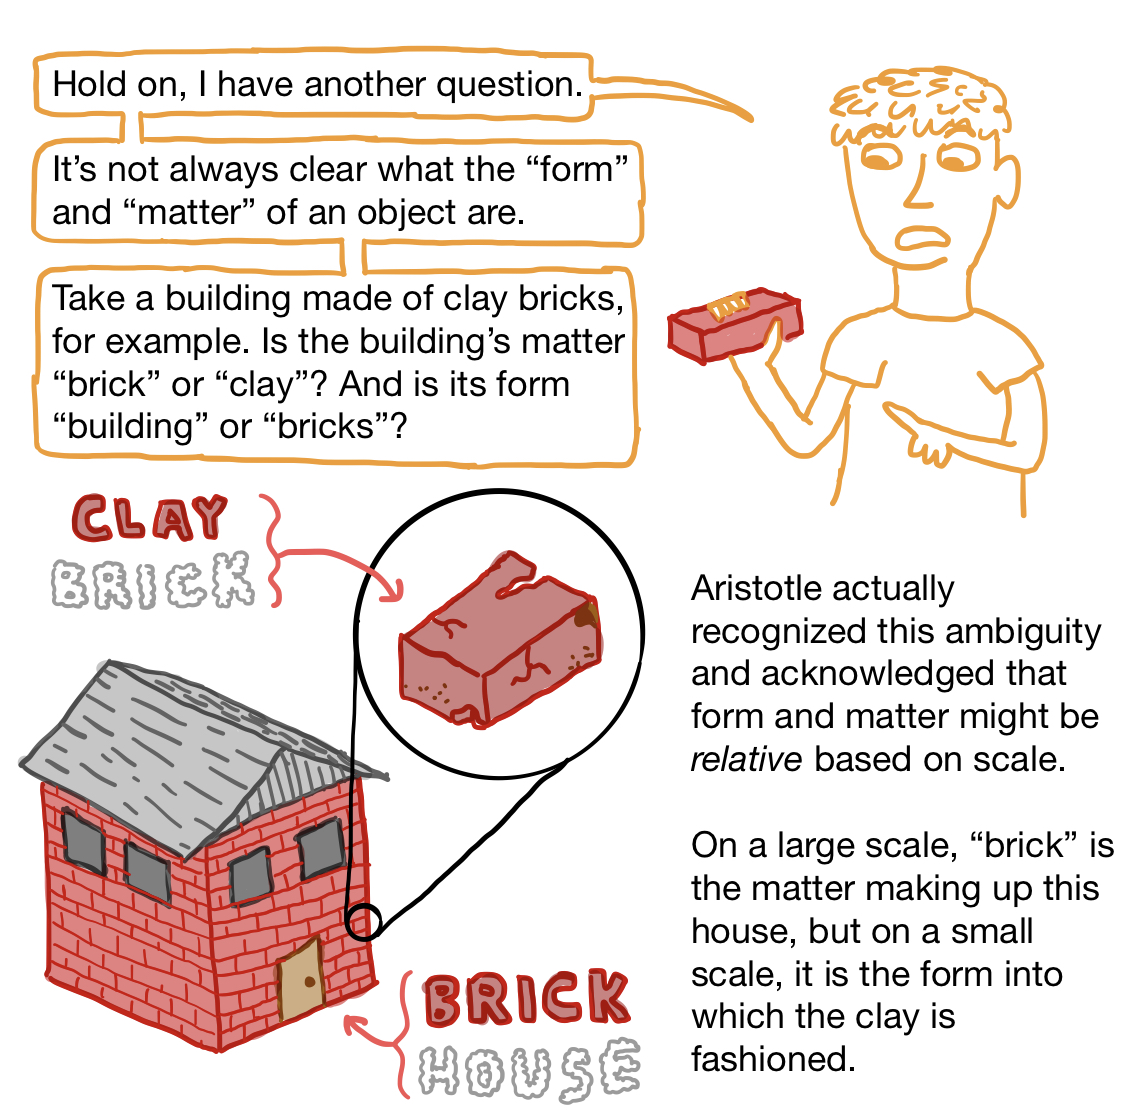 Hold on, I have another question.
It’s not always clear what the “form”
and “matter” of an object are.
Take a building made of clay bricks,
for example. Is the building’s matter
“brick” or “clay”? And is its form
“building” or “bricks”?
CLAY
BRICK
Aristotle actually
recognized this ambiguity
and acknowledged that
form and matter might be
relative based on scale.
On a large scale, “brick” is
the matter making up this
house, but on a small
scale, it is the form into
which the clay is
fashioned.
BRICK
HOUSE